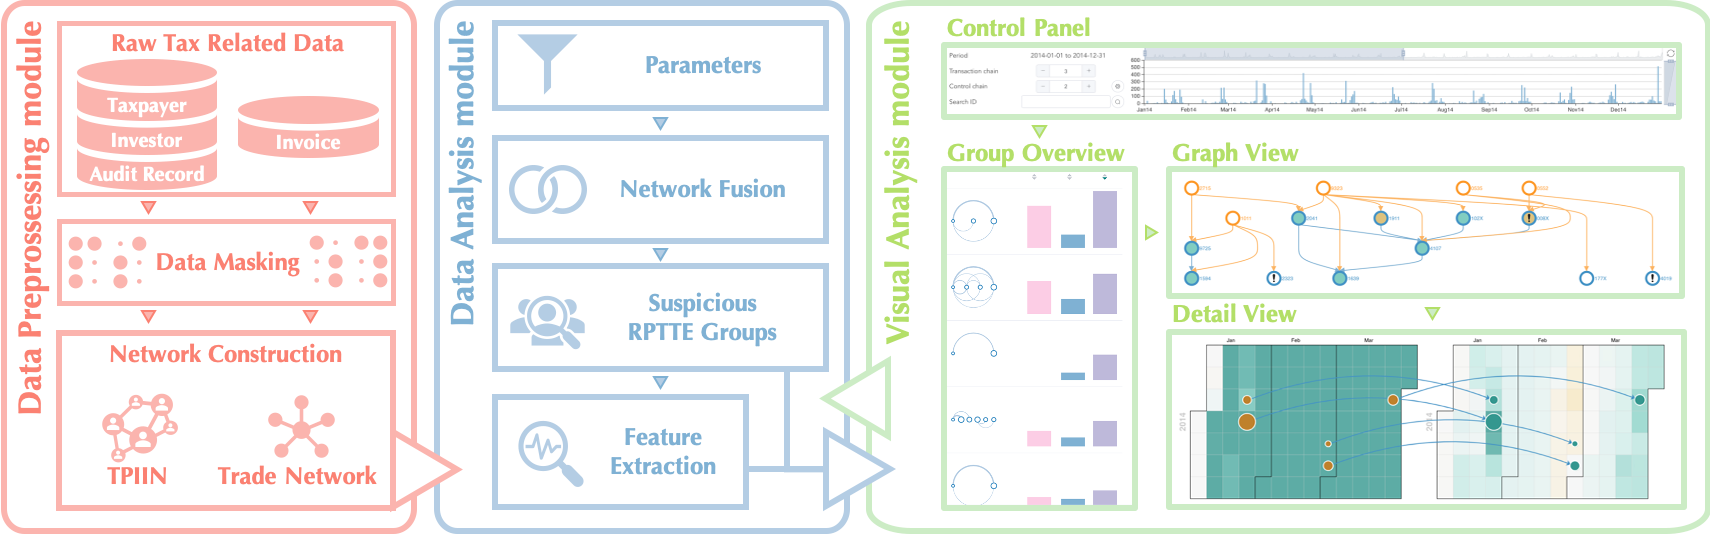 Data Preprossessing module
Raw Tax Related Data
Taxpayer
Investor
Audit Record
Invoice
Data Masking
Network Construction
TPIIN
Trade Network
Data Analysis module
Parameters
Network Fusion
Suspicious
RPTTE Groups
Feature
Extraction
Visual Analysis module
Control Panel
Period
2014-01-01 to 2014-12-31
Transaction chain
3
Control chain
2
Search ID
600
500
400
300
200
100
0
Jan14
Feb14
Mar14
Apr14
May14
Jun14
Jul14
Aug14
Sep14
Oct14
Nov14
Dec14
Group Overview
Graph View
Detail View
Jan
Feb
Mar
2014
Jan
Feb
Mar
2014